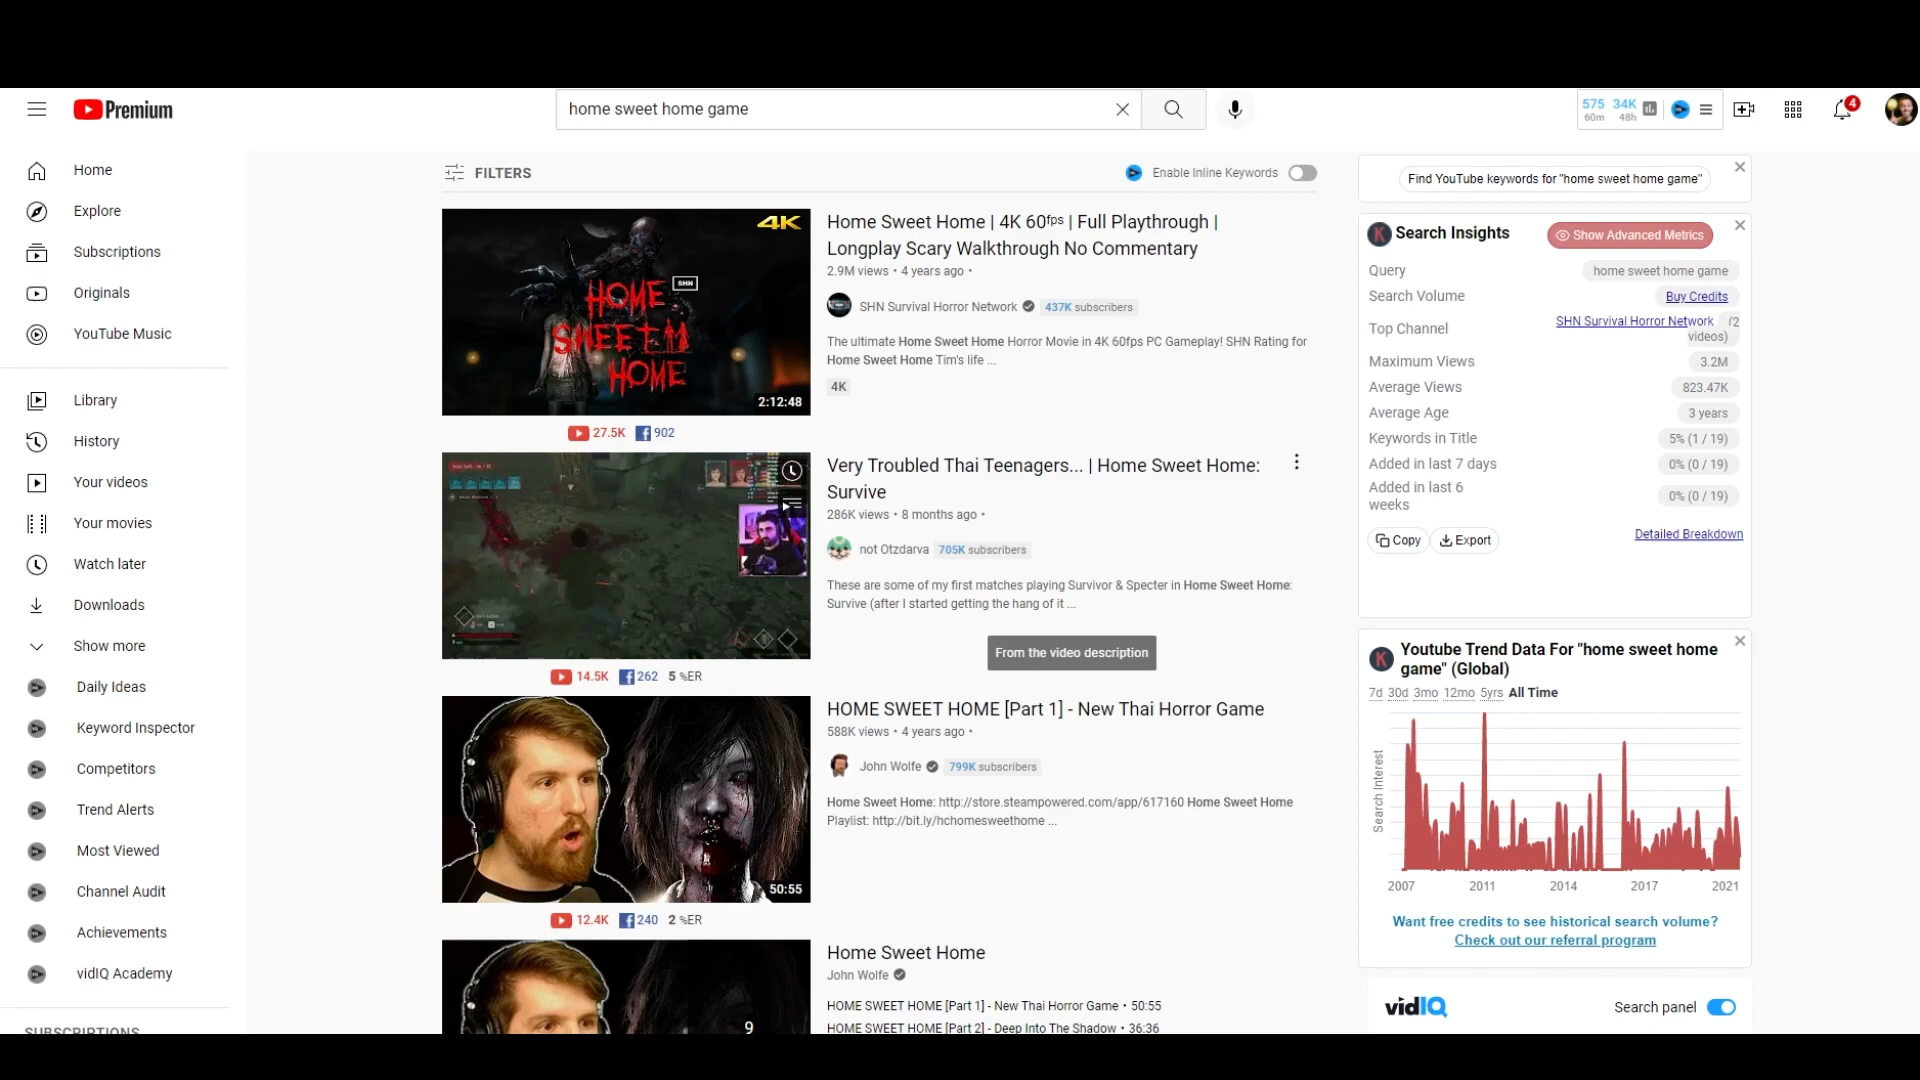 Premium
home sweet home game
575 34K
60m 48h
4
Home
Explore
Subscriptions
Originals
YouTube Music
Library
History
Your videos
Your movies
Watch later
Downloads
Show more
Daily Ideas
Keyword Inspector
Competitors
Trend Alerts
Most Viewed
Channel Audit
Achievements
vidIQ Academy
SUBSCRIPTIONS
FILTERS
Enable Inline Keywords
4K
SHN
HOME
SWEET
HOME
2:12:48
27.5K 902
Home Sweet Home | 4K 60fps | Full Playthrough |
Longplay Scary Walkthrough No Commentary
2.9M views • 4 years ago •
SHN Survival Horror Network 437K subscribers
The ultimate Home Sweet Home Horror Movie in 4K 60fps PC Gameplay! SHN Rating for
Home Sweet Home Tim's life ...
4K
Very Troubled Thai Teenagers... | Home Sweet Home:
Survive
286K views • 8 months ago •
not Otzdarva 705K subscribers
These are some of my first matches playing Survivor & Specter in Home Sweet Home:
Survive (after I started getting the hang of it ...
From the video description
14.5K 262 5 %ER
HOME SWEET HOME [Part 1] - New Thai Horror Game
588K views • 4 years ago •
John Wolfe 799K subscribers
Home Sweet Home: http://store.steampowered.com/app/617160 Home Sweet Home
Playlist: http://bit.ly/hchomesweethome ...
50:55
12.4K 240 2 %ER
Home Sweet Home
John Wolfe
HOME SWEET HOME [Part 1] - New Thai Horror Game • 50:55
HOME SWEET HOME [Part 2] - Deep Into The Shadow • 36:36
9
Find YouTube keywords for "home sweet home game"
K Search Insights
Show Advanced Metrics
Query home sweet home game
Search Volume Buy Credits
Top Channel SHN Survival Horror Network (2
videos)
Maximum Views 3.2M
Average Views 823.47K
Average Age 3 years
Keywords in Title 5% (1 / 19)
Added in last 7 days 0% (0 / 19)
Added in last 6
weeks 0% (0 / 19)
Copy Export
Detailed Breakdown
K Youtube Trend Data For "home sweet home
game" (Global)
7d 30d 3mo 12mo 5yrs All Time
Search Interest
2007 2011 2014 2017 2021
Want free credits to see historical search volume?
Check out our referral program
vidIQ
Search panel